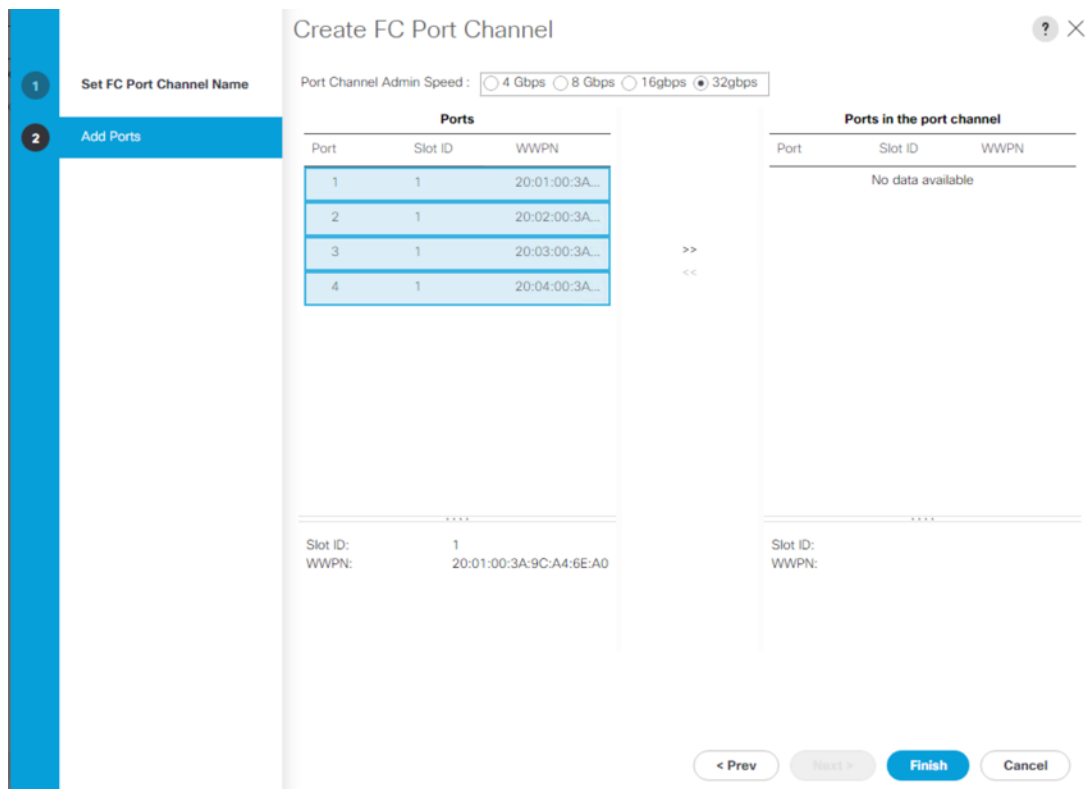 Create FC Port Channel
?
1 Set FC Port Channel Name
2 Add Ports
Port Channel Admin Speed : 4 Gbps 8 Gbps 16gbps 32gbps
Ports
Port Slot ID WWPN
1 1 20:01:00:3A...
2 1 20:02:00:3A...
3 1 20:03:00:3A...
4 1 20:04:00:3A...
>>
<<
Ports in the port channel
Port Slot ID WWPN
No data available
Slot ID: 1
WWPN: 20:01:00:3A:9C:A4:6E:A0
Slot ID:
WWPN:
< Prev Next > Finish Cancel